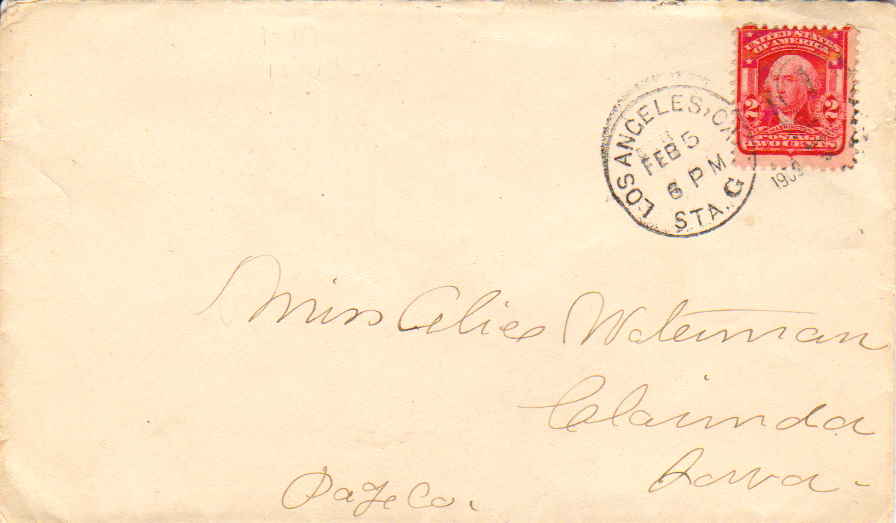 UNITED STATES
OF AMERICA
2 2
POSTAGE
TWO CENTS
LOS ANGELES, CA
FEB 5
6 PM
STA. G
Miss Alice Waterman
Clarinda
Iowa
Page Co.